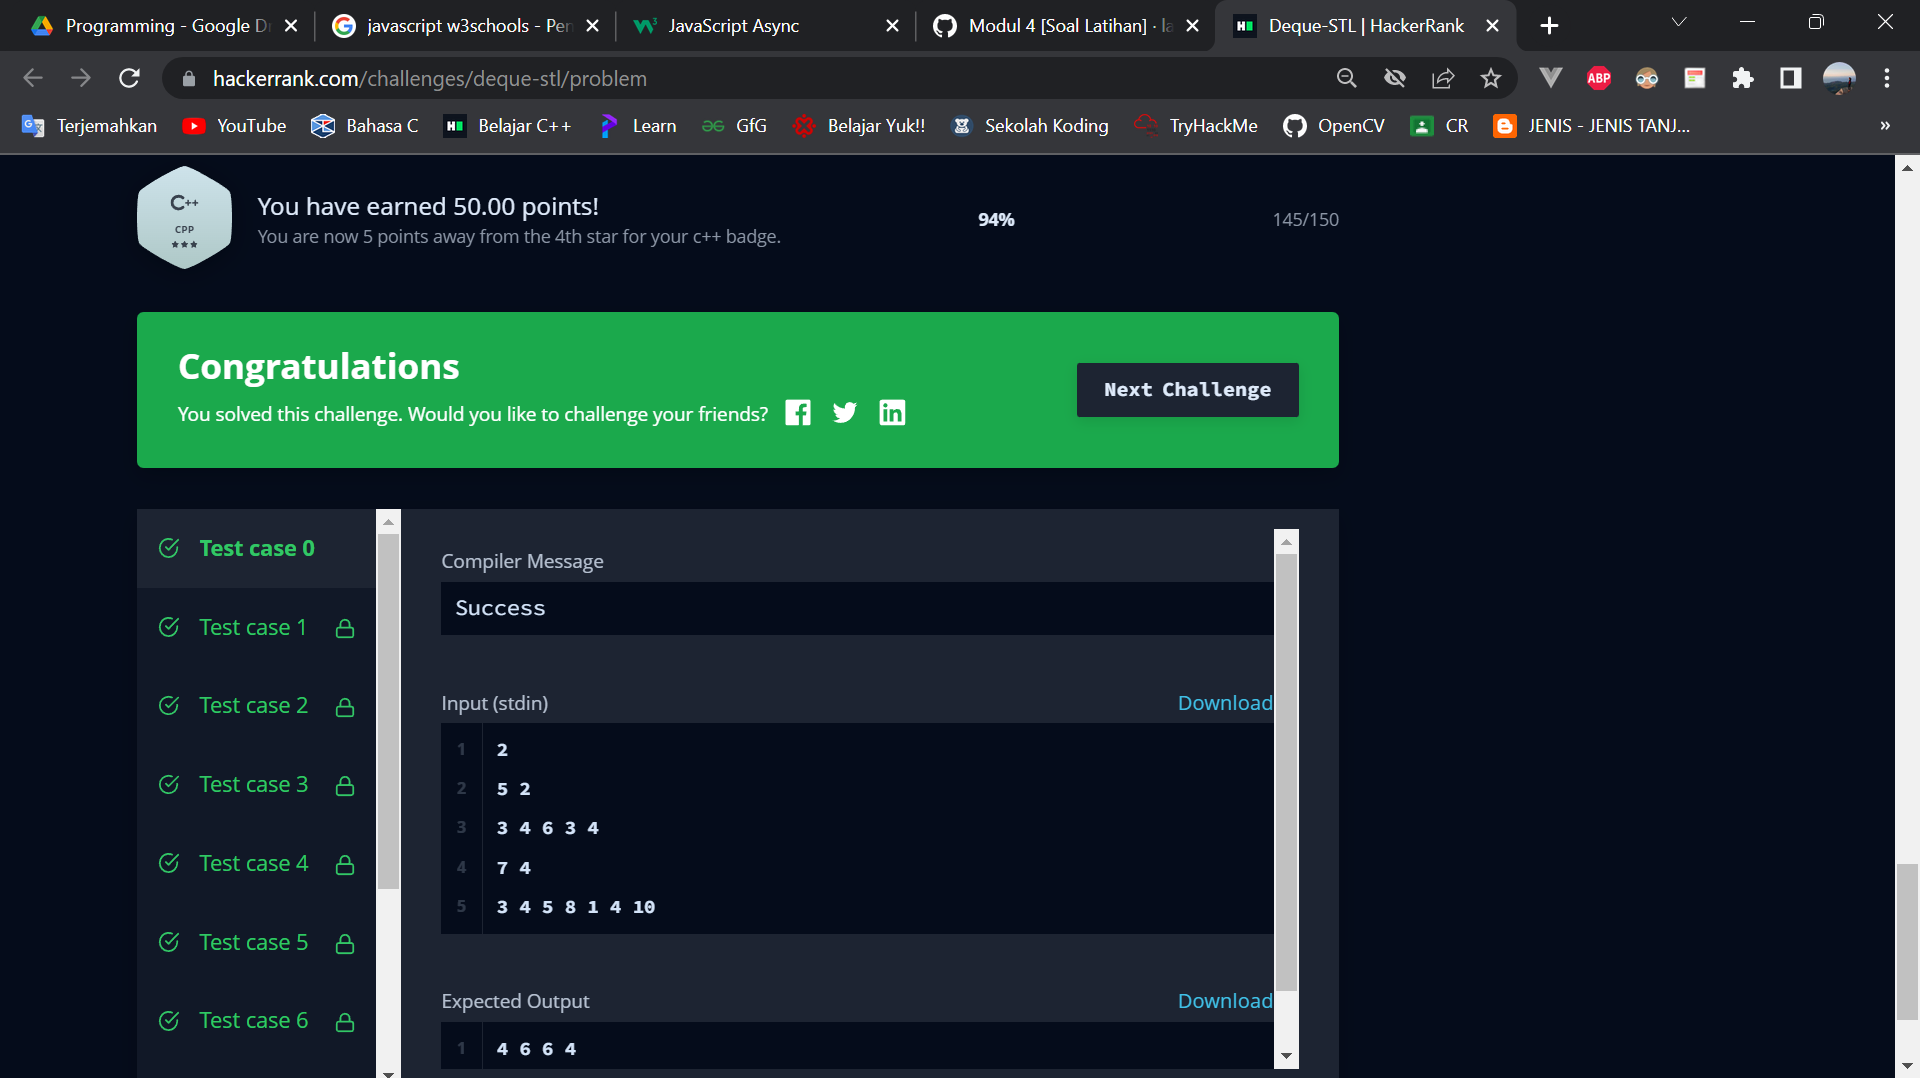 Programming - Google D
javascript w3schools - Pen
JavaScript Async
Modul 4 [Soal Latihan] · la
Deque-STL | HackerRank
hackerrank.com/challenges/deque-stl/problem
ABP
Terjemahkan
YouTube
Bahasa C
Belajar C++
Learn
GfG
Belajar Yuk!!
Sekolah Koding
TryHackMe
OpenCV
CR
JENIS - JENIS TANJ...
»
C++
CPP
You have earned 50.00 points!
You are now 5 points away from the 4th star for your c++ badge.
94%
145/150
Congratulations
You solved this challenge. Would you like to challenge your friends?
Next Challenge
Test case 0
Test case 1
Test case 2
Test case 3
Test case 4
Test case 5
Test case 6
Compiler Message
Success
Input (stdin)
Download
1 2
2 5 2
3 3 4 6 3 4
4 7 4
5 3 4 5 8 1 4 10
Expected Output
Download
1 4 6 6 4